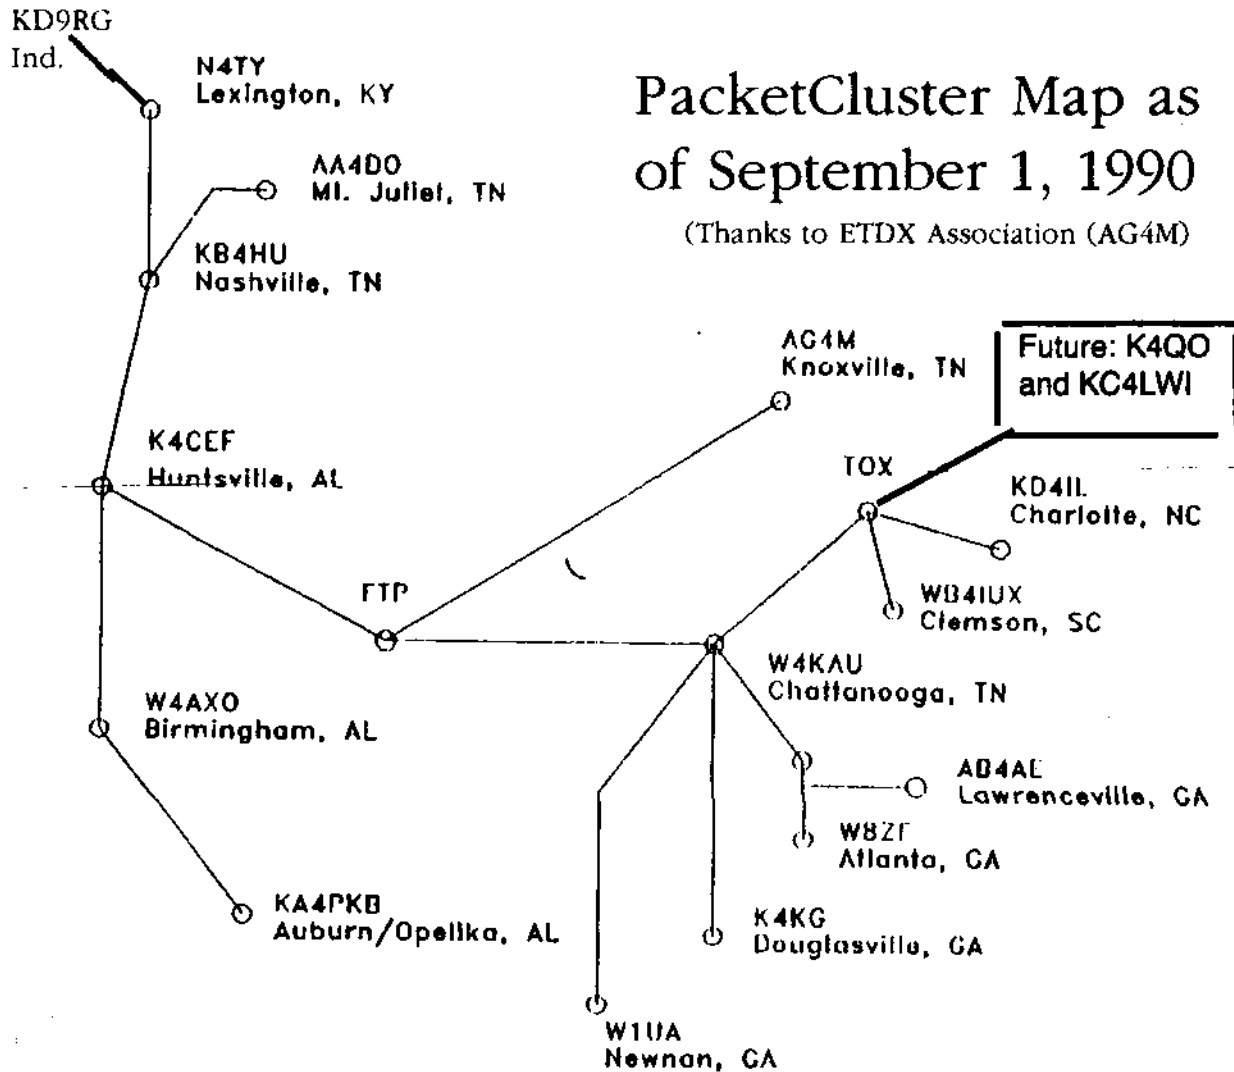 KD9RG
Ind.
N4TY
Lexington, KY
PacketCluster Map as
of September 1, 1990
(Thanks to ETDX Association (AG4M)
AA4DO
Mt. Juliet, TN
KB4HU
Nashville, TN
AG4M
Knoxville, TN
Future: K4QO
and KC4LWI
K4CEF
Huntsville, AL
TOX
KD4IL
Charlotte, NC
FTP
WB4IUX
Clemson, SC
W4KAU
Chattanooga, TN
W4AXO
Birmingham, AL
AB4AE
Lawrenceville, GA
W8ZF
Atlanta, GA
KA4PKB
Auburn/Opelika, AL
K4KG
Douglasville, GA
W1UA
Newnan, GA